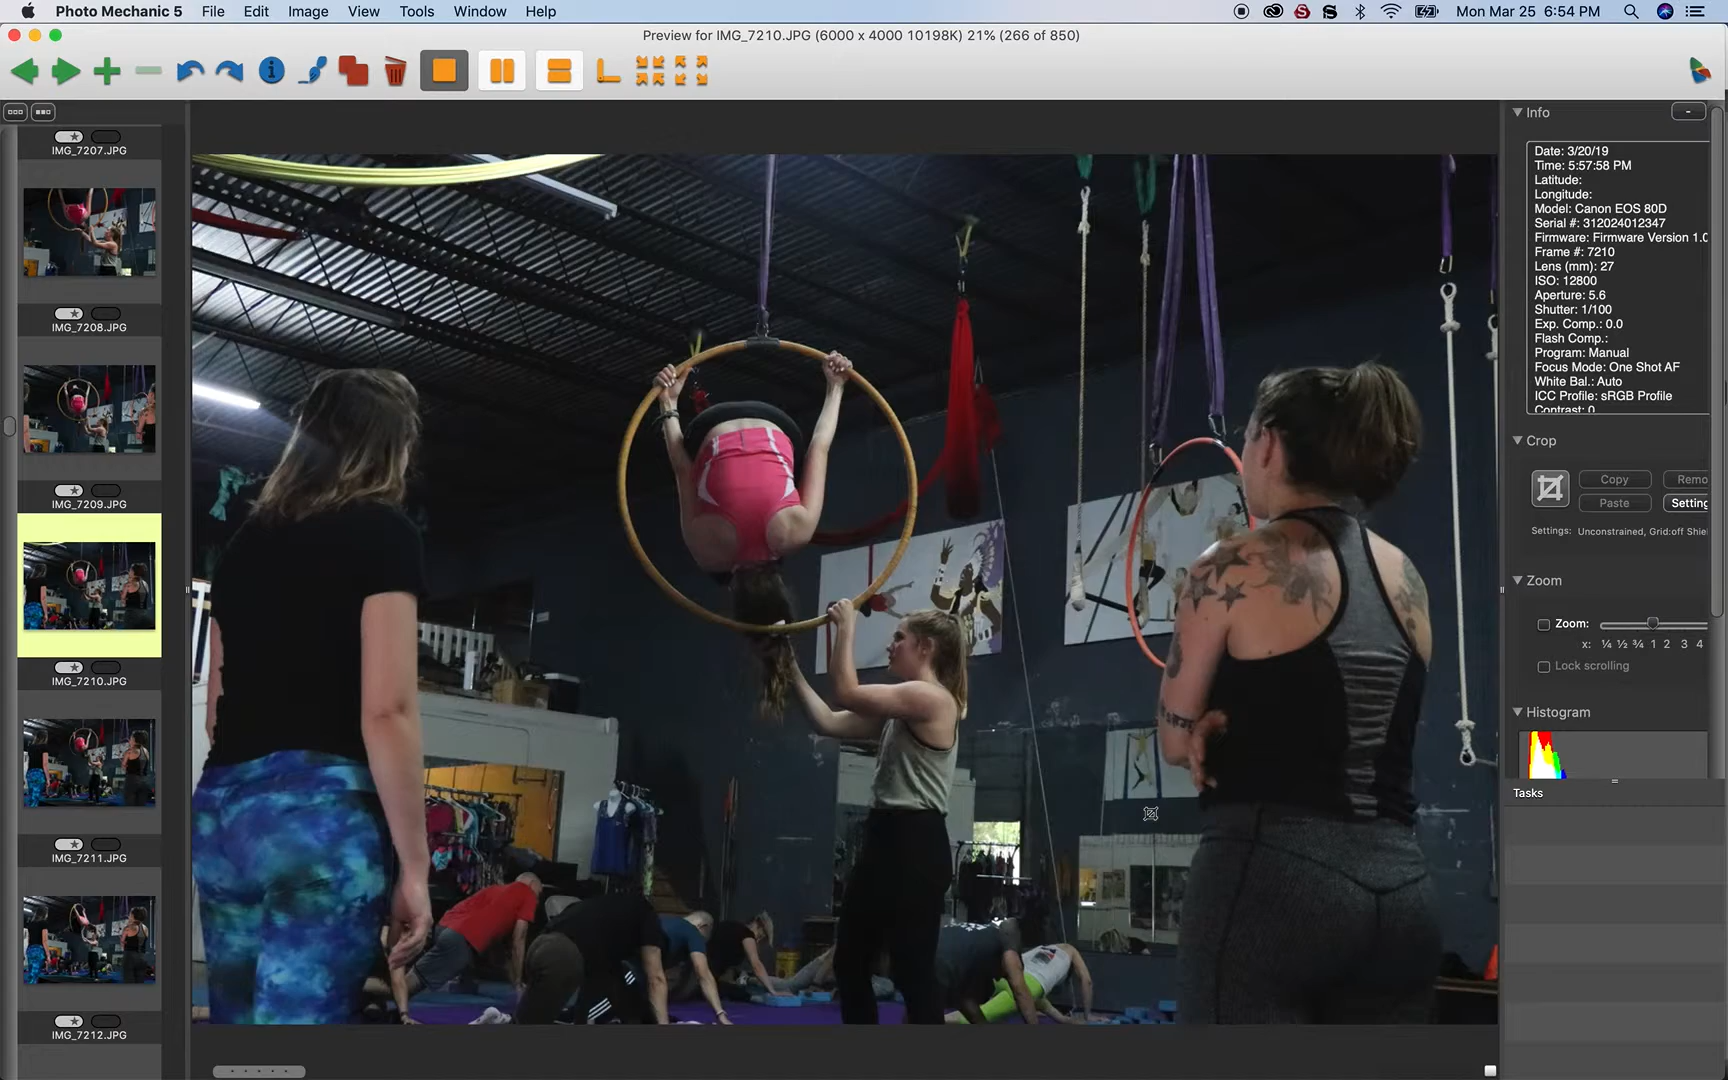 Photo Mechanic 5 File Edit Image View Tools Window Help Mon Mar 25 6:54 PM
Preview for IMG_7210.JPG (6000 x 4000 10198K) 21% (266 of 850)
IMG_7207.JPG
IMG_7208.JPG
IMG_7209.JPG
IMG_7210.JPG
IMG_7211.JPG
IMG_7212.JPG
Info
Date: 3/20/19
Time: 5:57:58 PM
Latitude:
Longitude:
Model: Canon EOS 80D
Serial #: 312024012347
Firmware: Firmware Version 1.0
Frame #: 7210
Lens (mm): 27
ISO: 12800
Aperture: 5.6
Shutter: 1/100
Exp. Comp.: 0.0
Flash Comp.:
Program: Manual
Focus Mode: One Shot AF
White Bal.: Auto
ICC Profile: sRGB Profile
Contrast: 0
Crop
Copy Remo
Paste Setting
Settings: Unconstrained, Grid:off Shie
Zoom
Zoom:
x: ¼ ½ ¾ 1 2 3 4
Lock scrolling
Histogram
Tasks